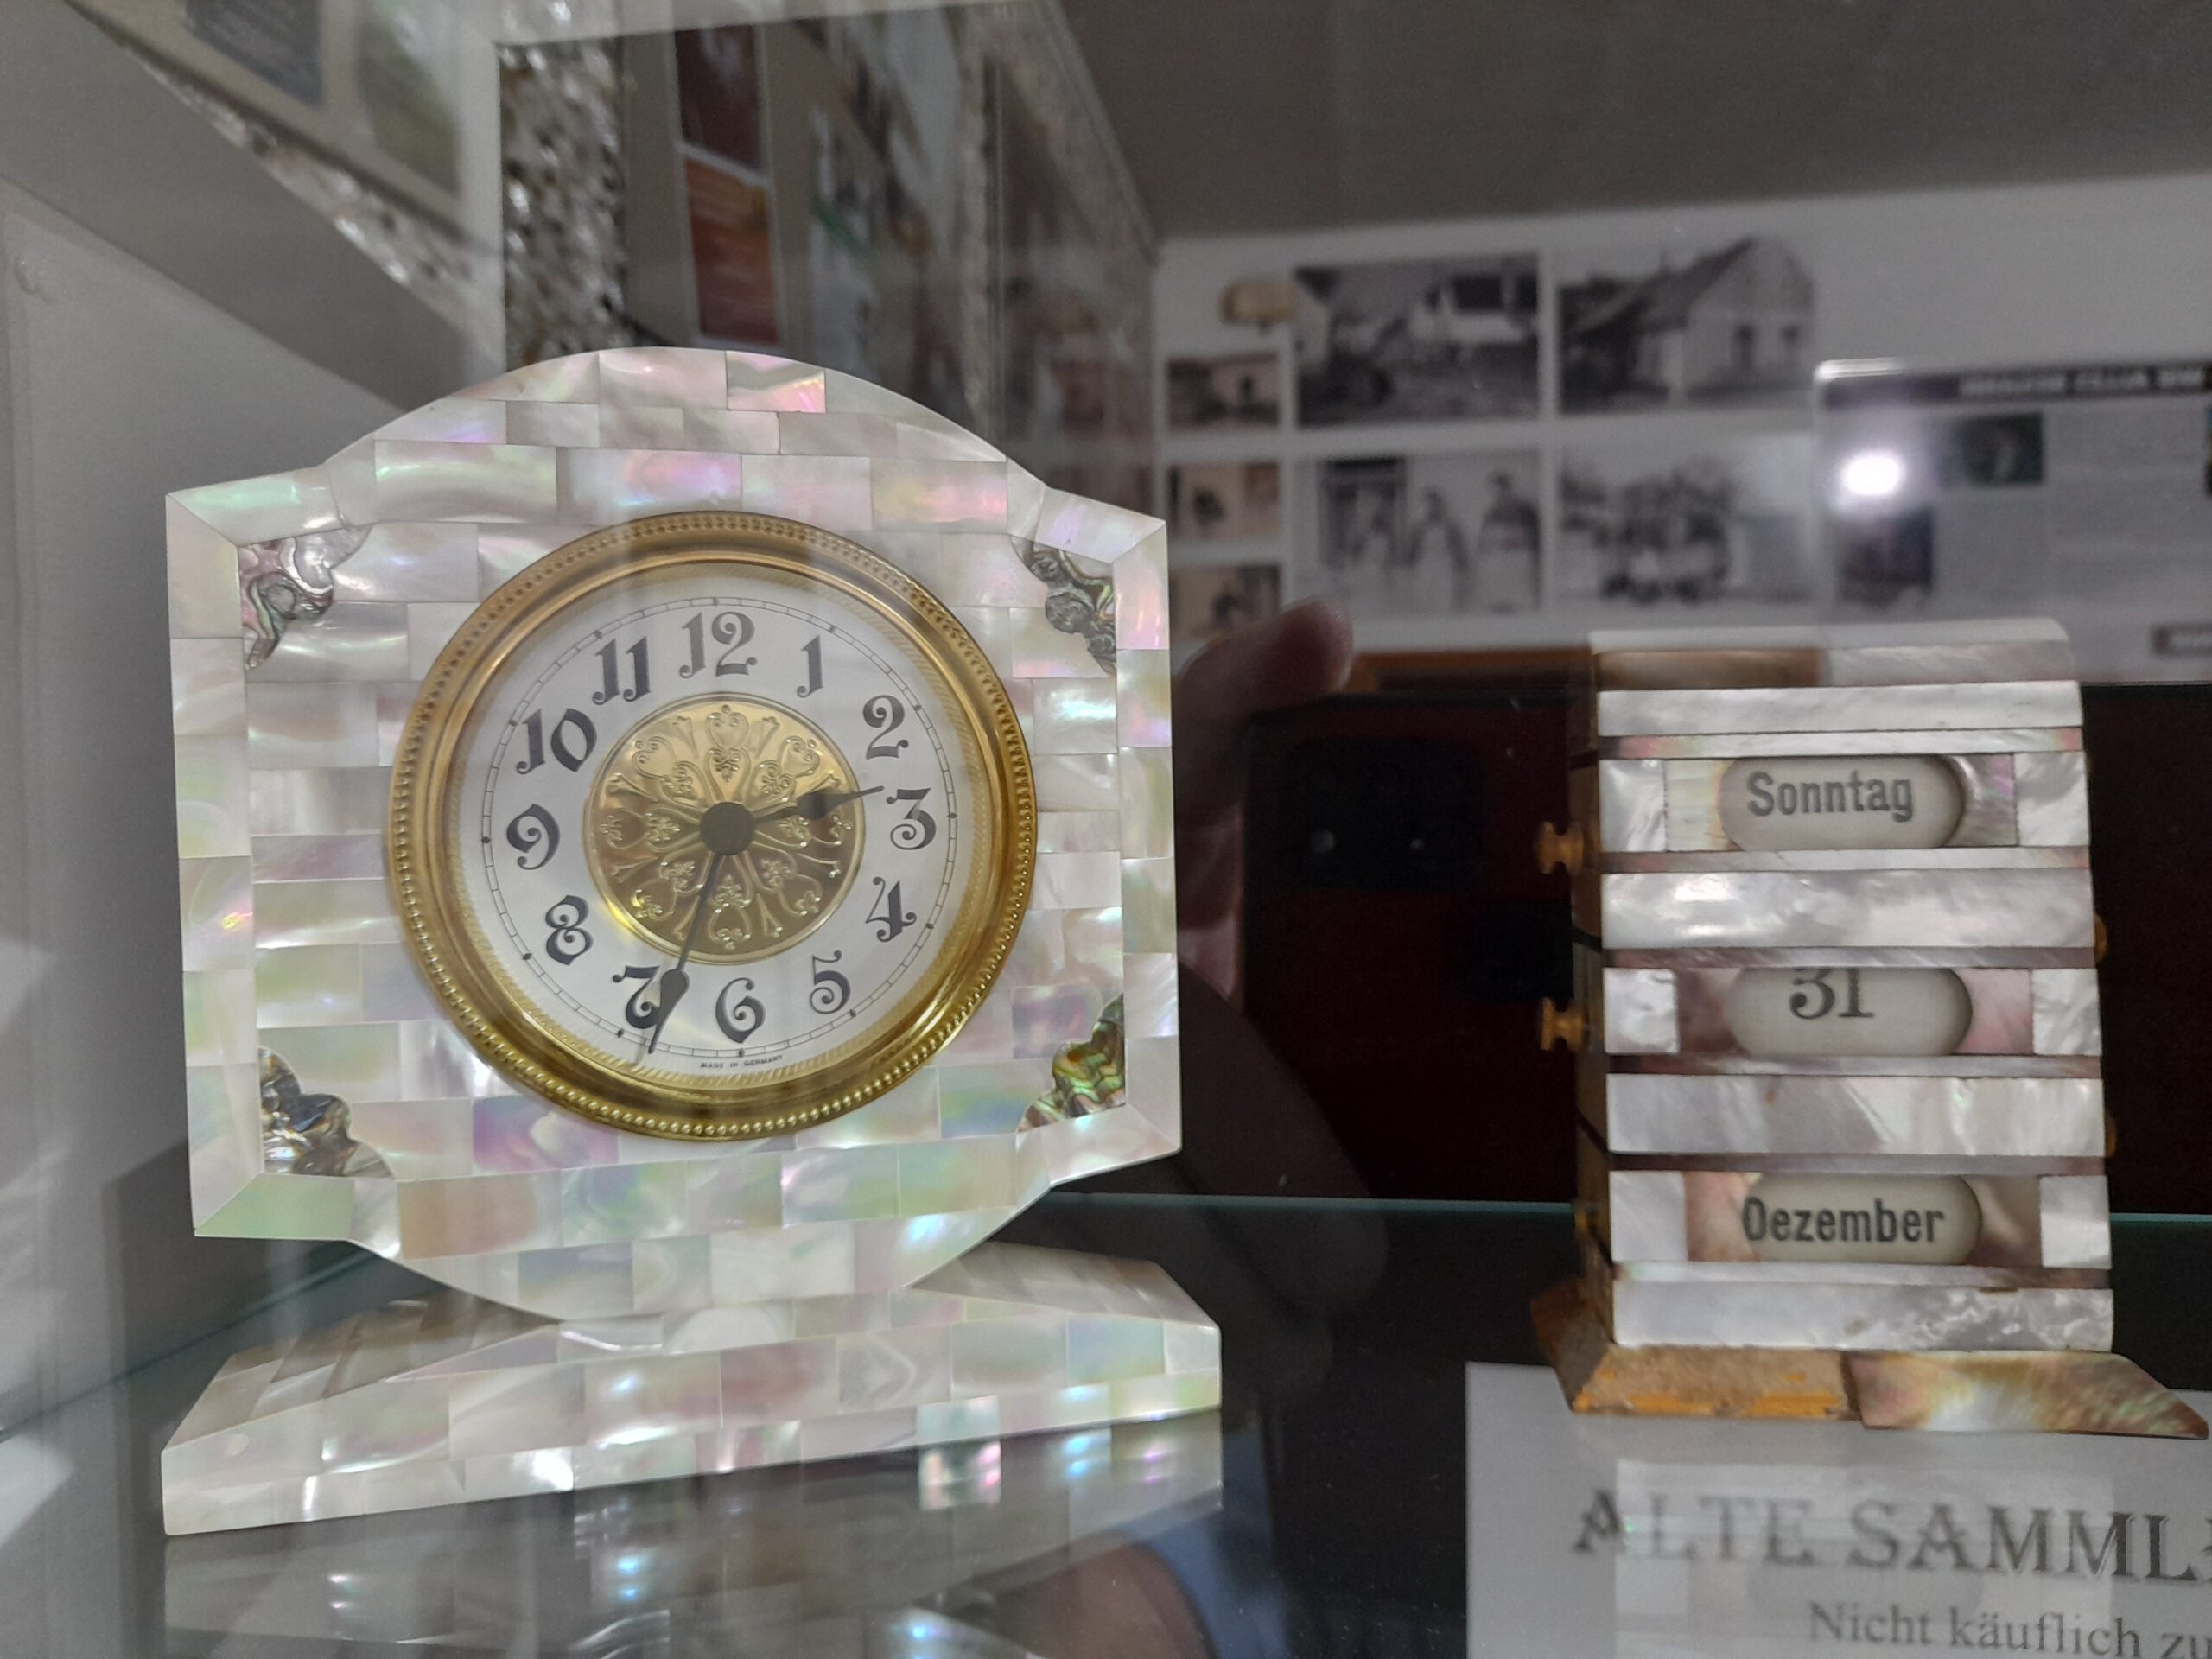 12
1
2
3
4
5
6
7
8
9
10
11
MADE IN GERMANY
Sonntag
31
Dezember
ALTE SAMML
Nicht käuflich zu